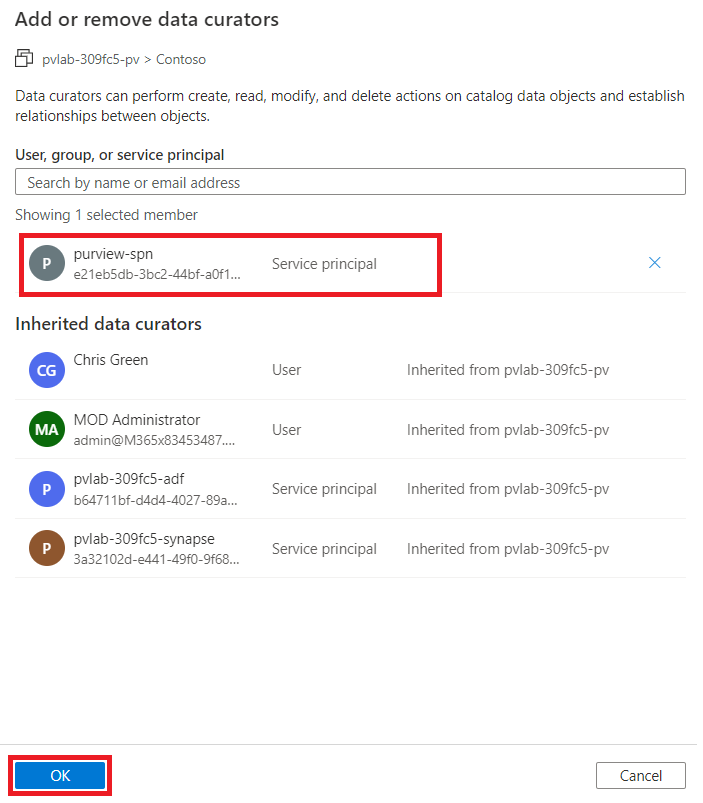 Add or remove data curators
pvlab-309fc5-pv > Contoso
Data curators can perform create, read, modify, and delete actions on catalog data objects and establish
relationships between objects.
User, group, or service principal
Search by name or email address
Showing 1 selected member
P
purview-spn
e21eb5db-3bc2-44bf-a0f1...
Service principal
Inherited data curators
CG
Chris Green
User
Inherited from pvlab-309fc5-pv
MA
MOD Administrator
admin@M365x83453487....
User
Inherited from pvlab-309fc5-pv
P
pvlab-309fc5-adf
b64711bf-d4d4-4027-89a...
Service principal
Inherited from pvlab-309fc5-pv
P
pvlab-309fc5-synapse
3a32102d-e441-49f0-9f68...
Service principal
Inherited from pvlab-309fc5-pv
OK
Cancel